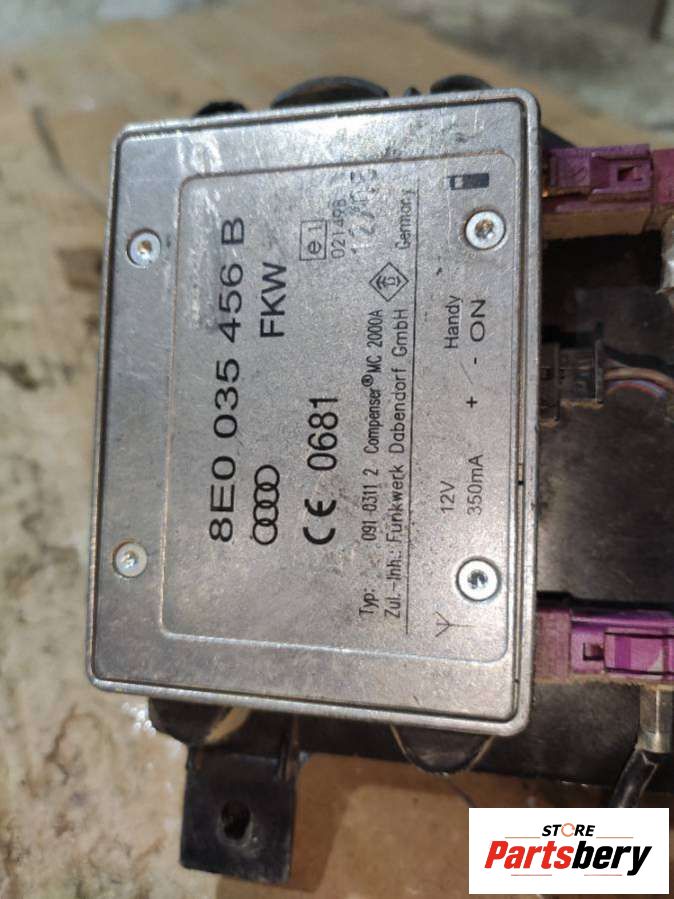 8E0 035 456 B
FKW
CE 0681
e1
021498
Typ: 091 0311 2 Compenser® MC 2000A
Zul.-Inh.: Funkwerk Dabendorf GmbH Germany
12V
350mA
Handy
+ - ON
STORE
Partsbery